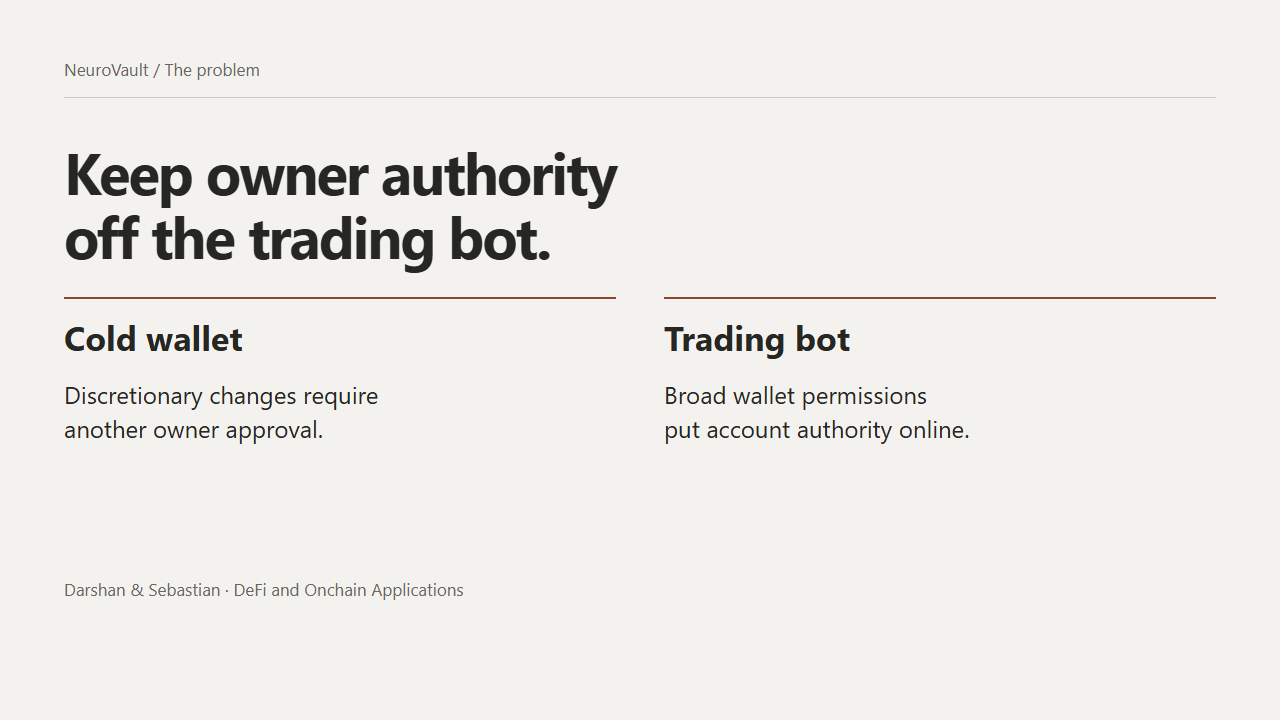 NeuroVault / The problem
Keep owner authority
off the trading bot.
Cold wallet
Discretionary changes require
another owner approval.
Trading bot
Broad wallet permissions
put account authority online.
Darshan & Sebastian · DeFi and Onchain Applications